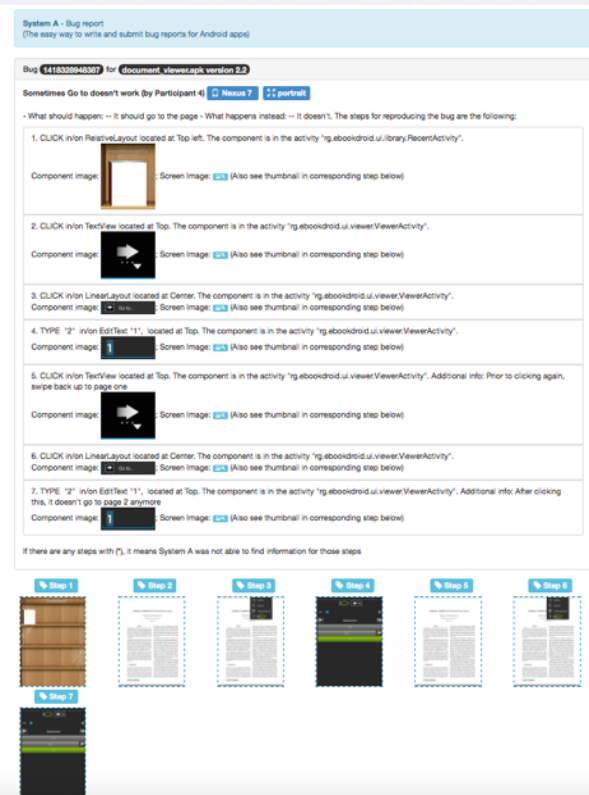 System A - Bug report
(The easy way to write and submit bug reports for Android apps)
Bug 1418328948387 for document_viewer.apk version 2.2
Sometimes Go to doesn't work (by Participant 4) Nexus 7 portrait
- What should happen: -- It should go to the page - What happens instead: -- It doesn't. The steps for reproducing the bug are the following:
1. CLICK in/on RelativeLayout located at Top left. The component is in the activity "rg.ebookdroid.ui.library.RecentActivity".
Component image: ; Screen Image: (Also see thumbnail in corresponding step below)
2. CLICK in/on TextView located at Top. The component is in the activity "rg.ebookdroid.ui.viewer.ViewerActivity".
Component image: ; Screen Image: (Also see thumbnail in corresponding step below)
3. CLICK in/on LinearLayout located at Center. The component is in the activity "rg.ebookdroid.ui.viewer.ViewerActivity".
Component image: Go to... ; Screen Image: (Also see thumbnail in corresponding step below)
4. TYPE "2" in/on EditText "1", located at Top. The component is in the activity "rg.ebookdroid.ui.viewer.ViewerActivity".
Component image: 1 ; Screen Image: (Also see thumbnail in corresponding step below)
5. CLICK in/on TextView located at Top. The component is in the activity "rg.ebookdroid.ui.viewer.ViewerActivity". Additional info: Prior to clicking again,
swipe back up to page one
Component image: ; Screen Image: (Also see thumbnail in corresponding step below)
6. CLICK in/on LinearLayout located at Center. The component is in the activity "rg.ebookdroid.ui.viewer.ViewerActivity".
Component image: Go to... ; Screen Image: (Also see thumbnail in corresponding step below)
7. TYPE "2" in/on EditText "1", located at Top. The component is in the activity "rg.ebookdroid.ui.viewer.ViewerActivity". Additional info: After clicking
this, it doesn't go to page 2 anymore
Component image: 1 ; Screen Image: (Also see thumbnail in corresponding step below)
If there are any steps with (*), it means System A was not able to find information for those steps
Step 1 Step 2 Step 3 Step 4 Step 5 Step 6
Step 7